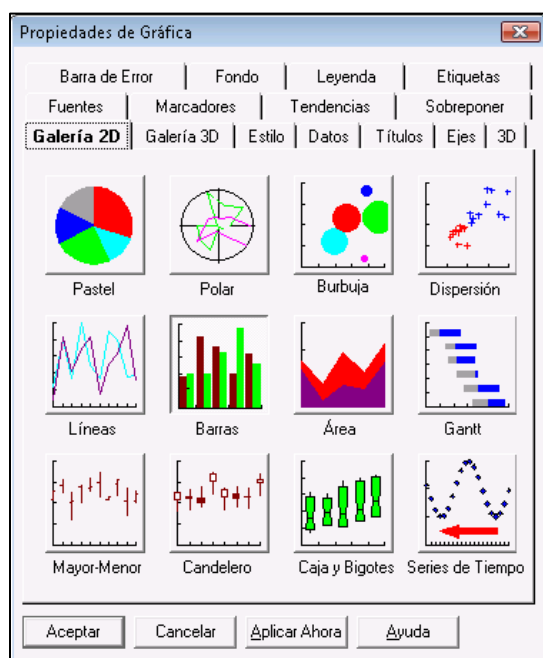 Propiedades de Gráfica
Barra de Error Fondo Leyenda Etiquetas
Fuentes Marcadores Tendencias Sobreponer
Galería 2D Galería 3D Estilo Datos Títulos Ejes 3D
Pastel Polar Burbuja Dispersión
Líneas Barras Área Gantt
Mayor-Menor Candelero Caja y Bigotes Series de Tiempo
Aceptar Cancelar Aplicar Ahora Ayuda